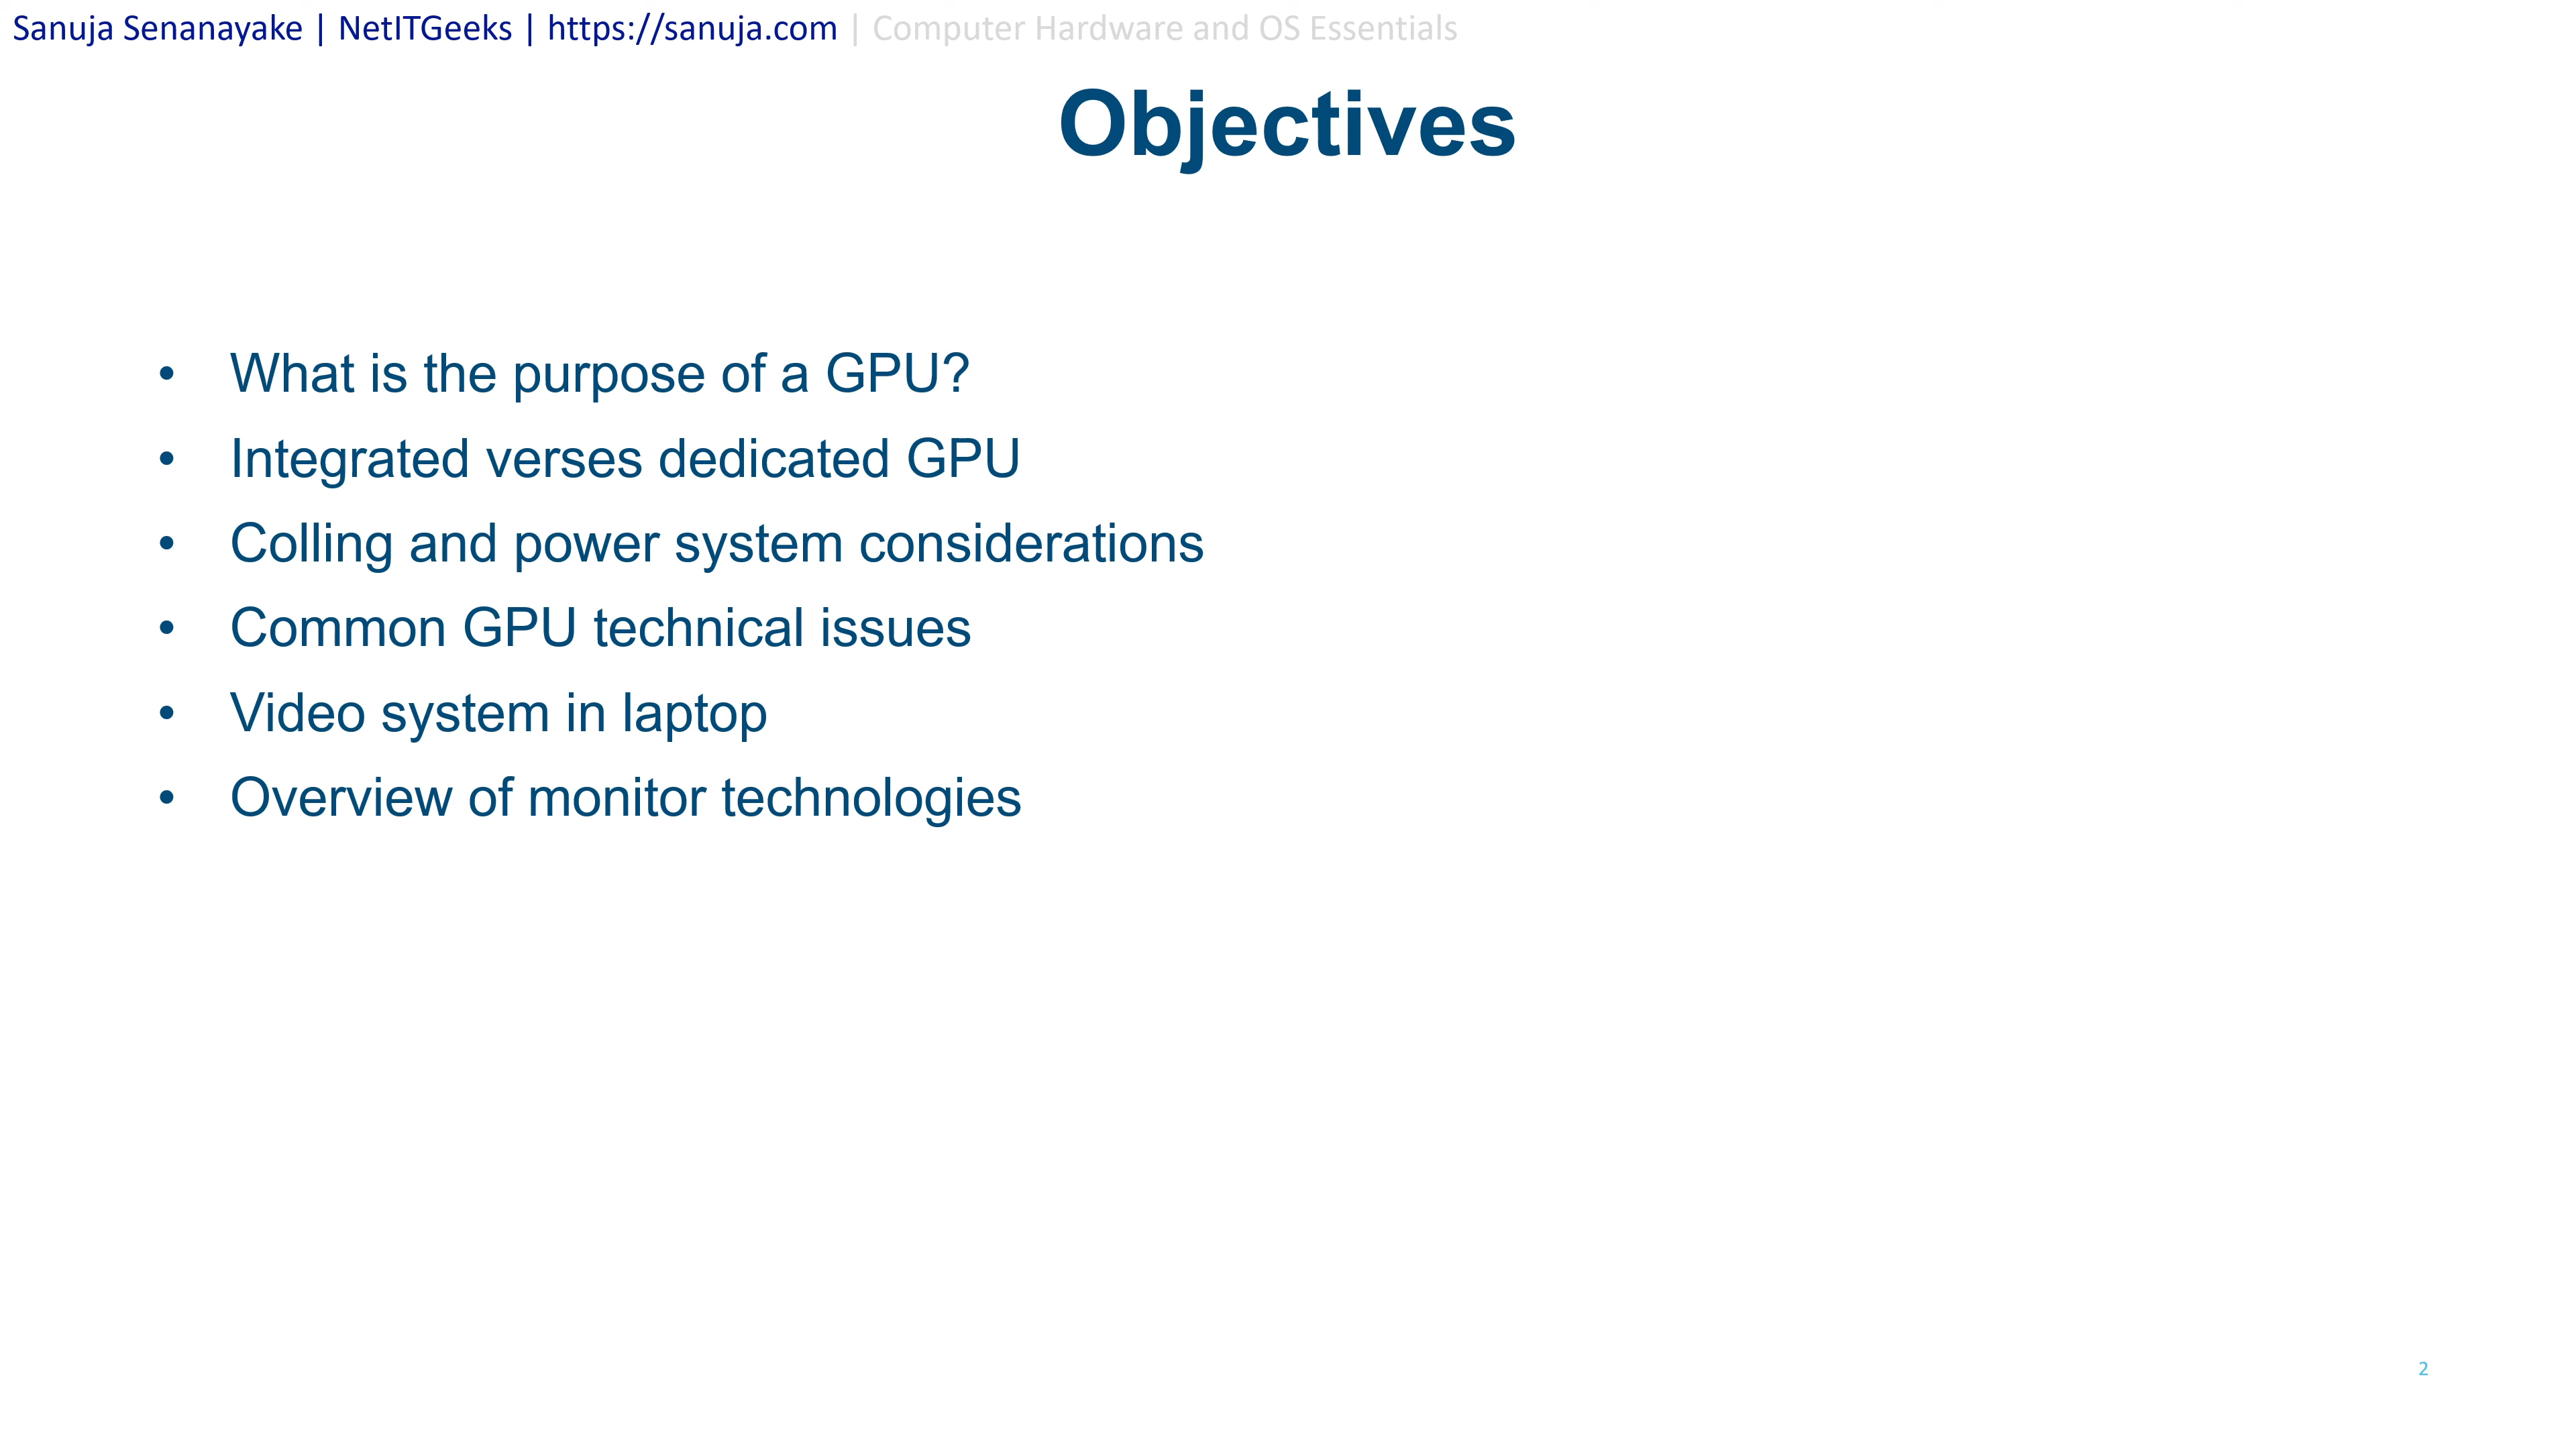 Sanuja Senanayake | NetITGeeks | https://sanuja.com | Computer Hardware and OS Essentials
Objectives
• What is the purpose of a GPU?
• Integrated verses dedicated GPU
• Colling and power system considerations
• Common GPU technical issues
• Video system in laptop
• Overview of monitor technologies
2